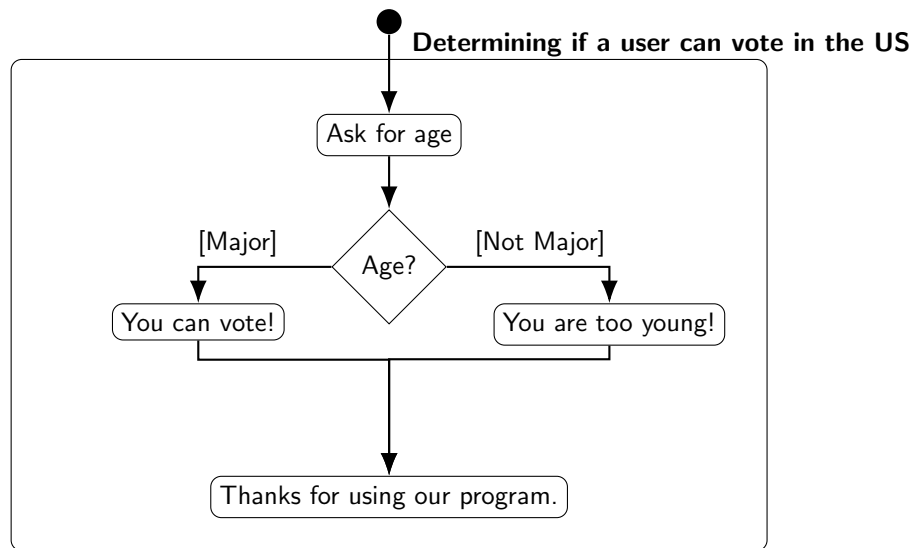 Determining if a user can vote in the US
Ask for age
Age?
[Major]
[Not Major]
You can vote!
You are too young!
Thanks for using our program.